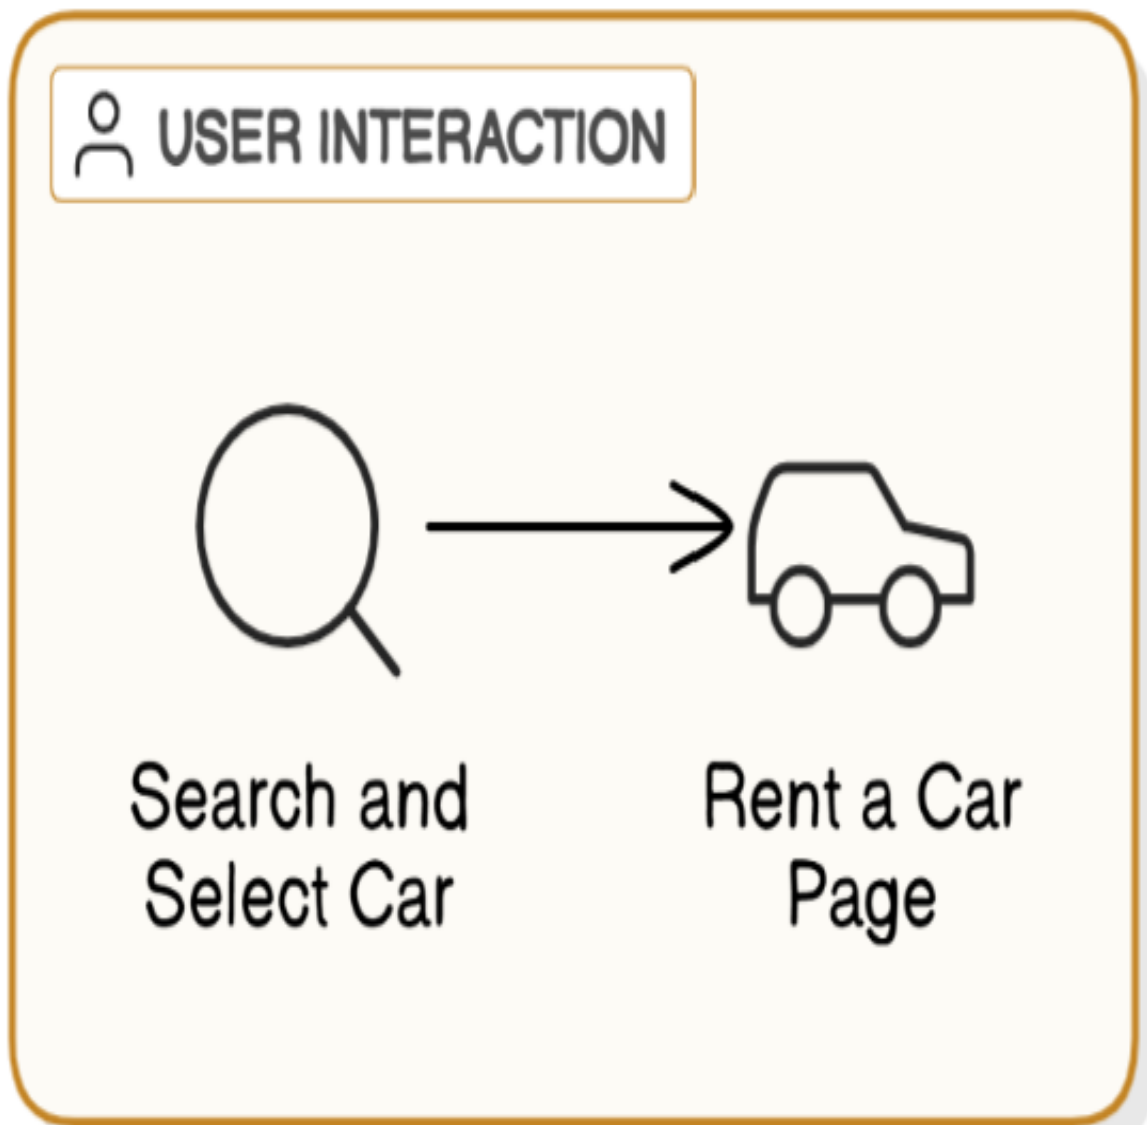 USER INTERACTION
Search and
Select Car
Rent a Car
Page